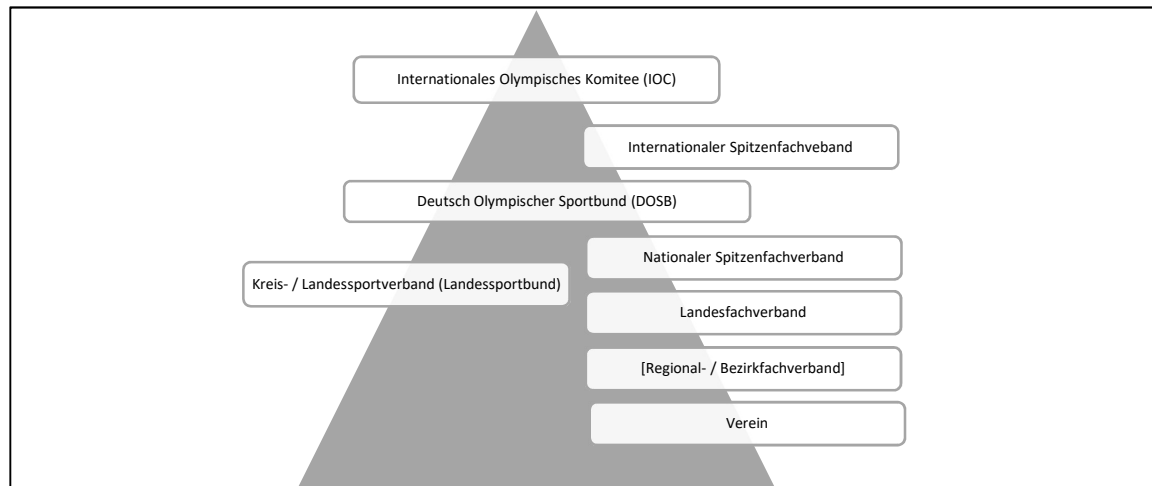 Internationales Olympisches Komitee (IOC)
Internationaler Spitzenfachveband
Deutsch Olympischer Sportbund (DOSB)
Nationaler Spitzenfachverband
Kreis- / Landessportverband (Landessportbund)
Landesfachverband
[Regional- / Bezirkfachverband]
Verein